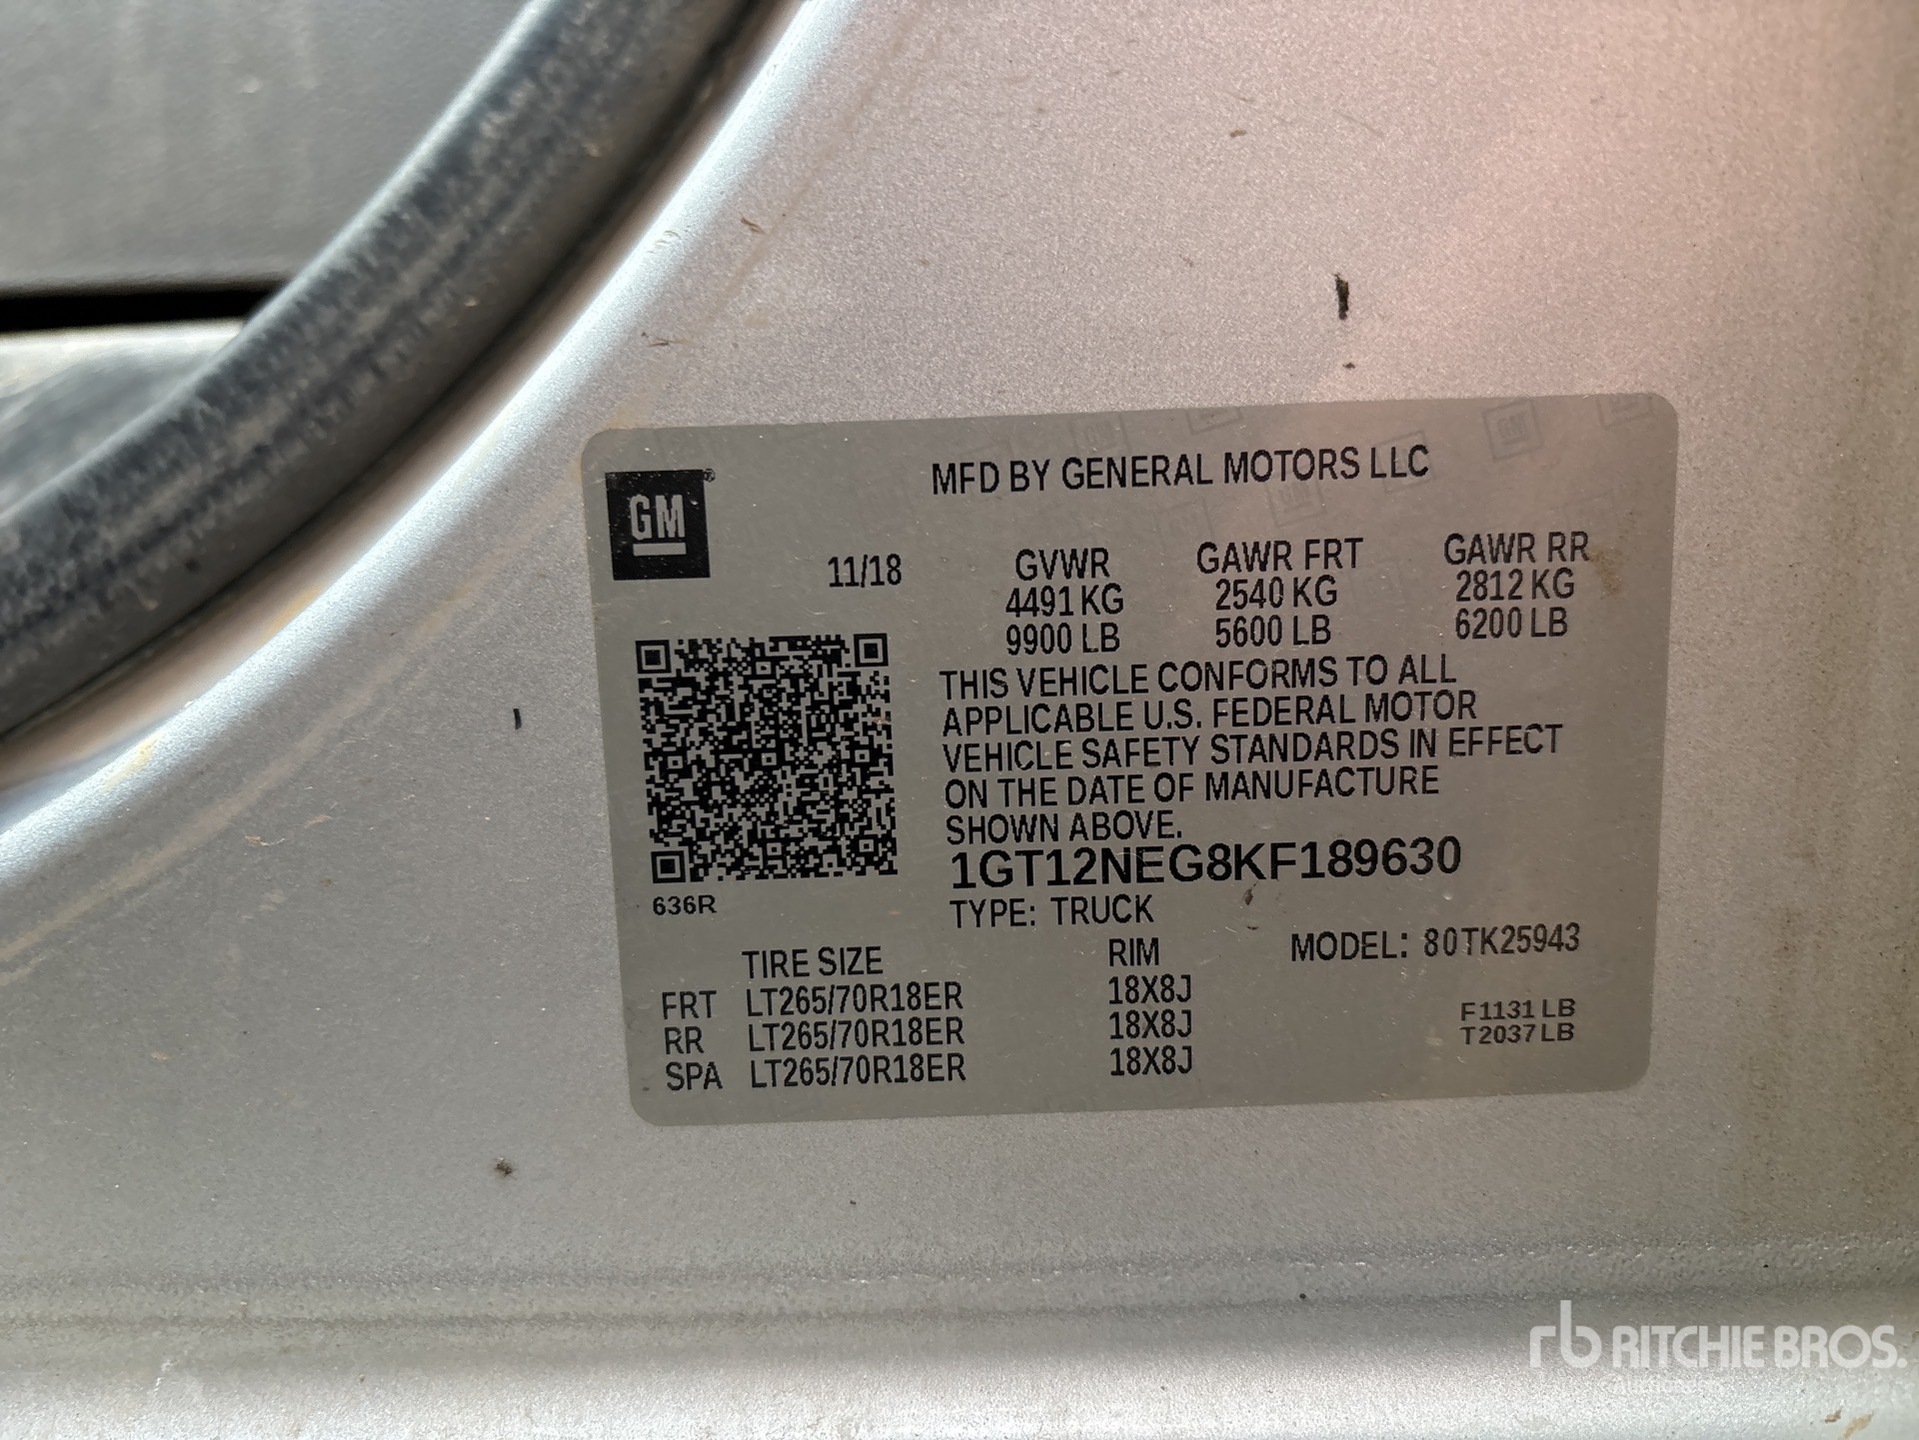 MFD BY GENERAL MOTORS LLC
GM®
11/18
GVWR GAWR FRT GAWR RR
4491 KG 2540 KG 2812 KG
9900 LB 5600 LB 6200 LB
THIS VEHICLE CONFORMS TO ALL
APPLICABLE U.S. FEDERAL MOTOR
VEHICLE SAFETY STANDARDS IN EFFECT
ON THE DATE OF MANUFACTURE
SHOWN ABOVE.
1GT12NEG8KF189630
636R
TYPE: TRUCK
TIRE SIZE RIM MODEL: 80TK25943
FRT LT265/70R18ER 18X8J
RR LT265/70R18ER 18X8J
SPA LT265/70R18ER 18X8J
F1131 LB
T2037 LB
rb RITCHIE BROS.
Auctioneers